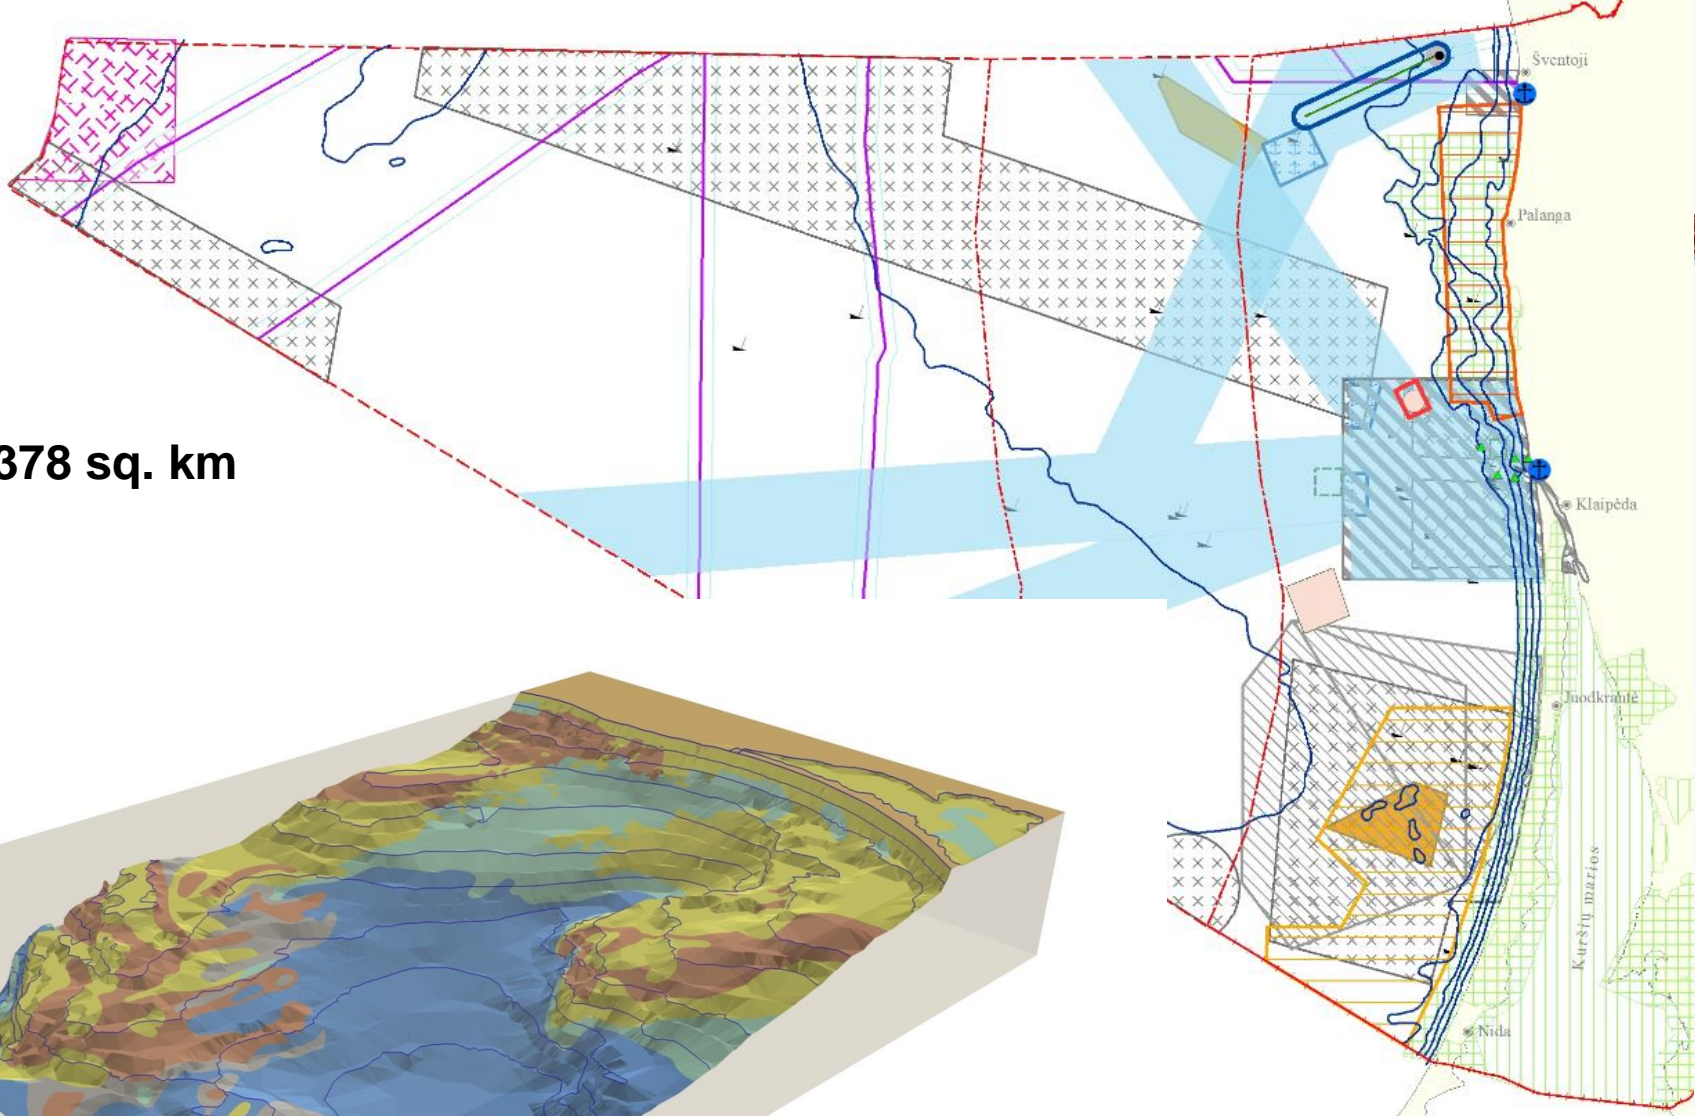 Šventoji
Palanga
378 sq. km
Klaipėda
Juodkrantė
Kuršių marios
Nida